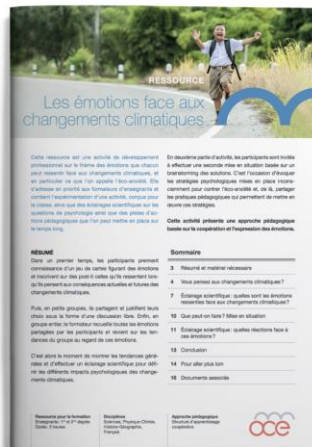 RESSOURCE
Les émotions face aux
changements climatiques
Cette ressource est une activité de développement
professionnel sur le thème des émotions que chacun
peut ressentir face aux changements climatiques, et
en particulier ce que l'on appelle l'éco-anxiété. Elle
s'adresse en priorité aux formateurs d'enseignants et
contient l'expérimentation d'une activité, conçue pour
la classe, ainsi que des éclairages scientifiques sur les
questions de psychologie ainsi que des pistes d'ac-
tions pédagogiques que l'on peut mettre en place sur
le temps long.
RÉSUMÉ
Dans un premier temps, les participants prennent
connaissance d'un jeu de cartes figurant des émotions
et inscrivent sur des post-it celles qu'ils ressentent lors-
qu'ils pensent aux conséquences actuelles et futures des
changements climatiques.
Puis, en petits groupes, ils partagent et justifient leurs
choix sous la forme d'une discussion libre. Enfin, en
groupe entier, le formateur recueille toutes les émotions
partagées par les participants et revient sur les ten-
dances du groupe au regard de ces émotions.
C'est alors le moment de montrer les tendances géné-
rales et d'effectuer un éclairage scientifique pour défi-
nir les différents impacts psychologiques des change-
ments climatiques.
En deuxième partie d'activité, les participants sont invités
à effectuer une seconde mise en situation basée sur un
brainstorming des solutions. C'est l'occasion d'évoquer
les stratégies psychologiques mises en place incons-
ciemment pour contrer l'éco-anxiété et, de là, partager
les pratiques pédagogiques qui permettent de mettre en
œuvre ces stratégies.
Cette activité présente une approche pédagogique
basée sur la coopération et l'expression des émotions.
Sommaire
3 Résumé et matériel nécessaire
4 Vous pensez aux changements climatiques ?
7 Éclairage scientifique : quelles sont les émotions
ressenties face aux changements climatiques ?
10 Que peut-on faire ? Mise en situation
11 Éclairage scientifique : quelles réactions face à
ces émotions ?
13 Conclusion
14 Pour aller plus loin
16 Documents associés
Ressource pour la formation
Enseignants, 1er et 2nd degrés
Durée : 3 heures
Disciplines
Sciences, Physique-Chimie,
Histoire-Géographie,
Français
Approche pédagogique
Structure d'apprentissage
coopérative
oce